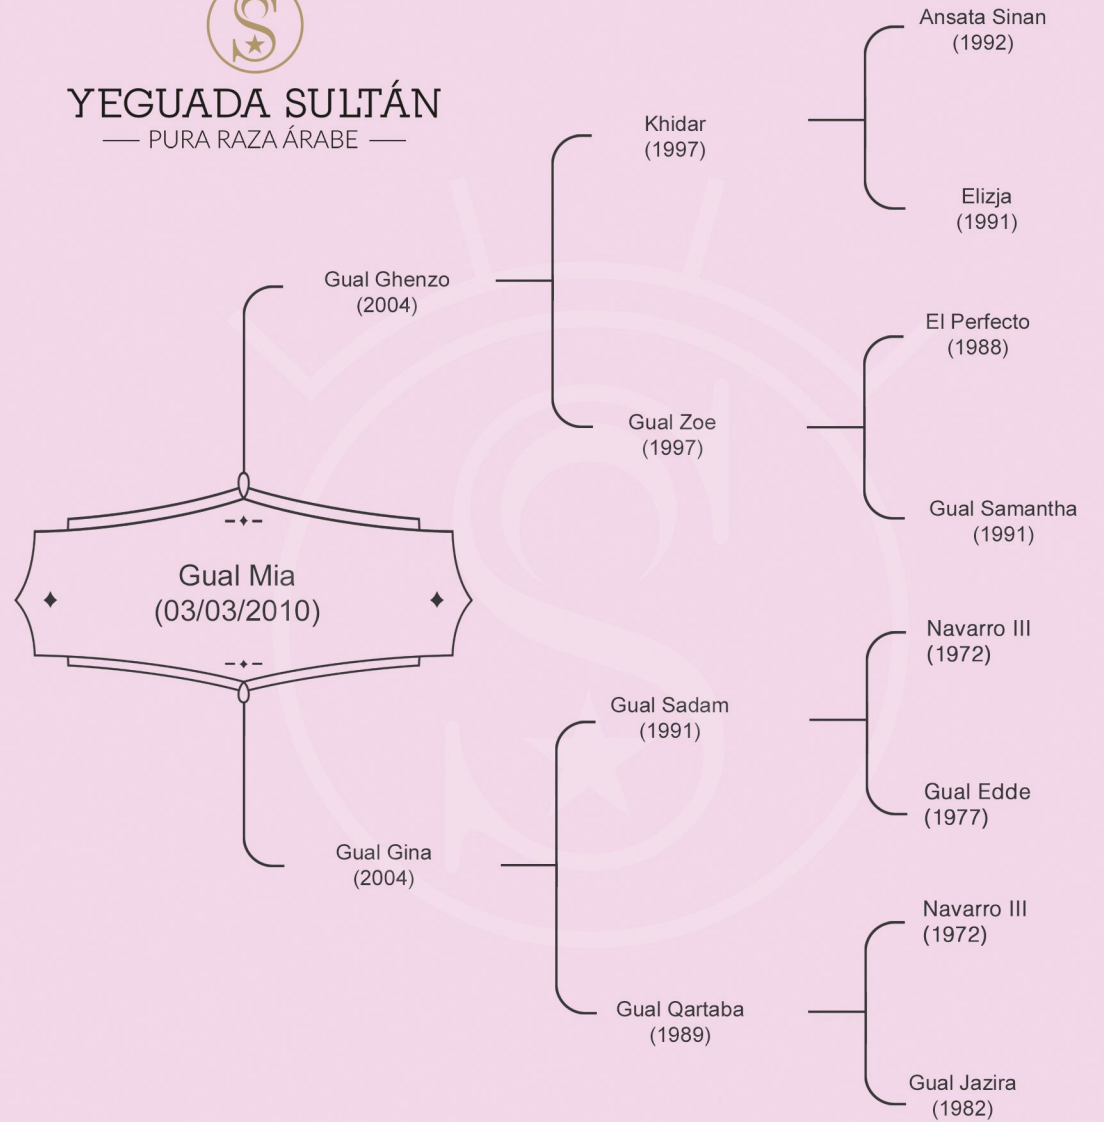 YEGUADA SULTÁN
PURA RAZA ÁRABE
Gual Mia
(03/03/2010)
Gual Ghenzo
(2004)
Gual Gina
(2004)
Khidar
(1997)
Gual Zoe
(1997)
Gual Sadam
(1991)
Gual Qartaba
(1989)
Ansata Sinan
(1992)
Elizja
(1991)
El Perfecto
(1988)
Gual Samantha
(1991)
Navarro III
(1972)
Gual Edde
(1977)
Navarro III
(1972)
Gual Jazira
(1982)